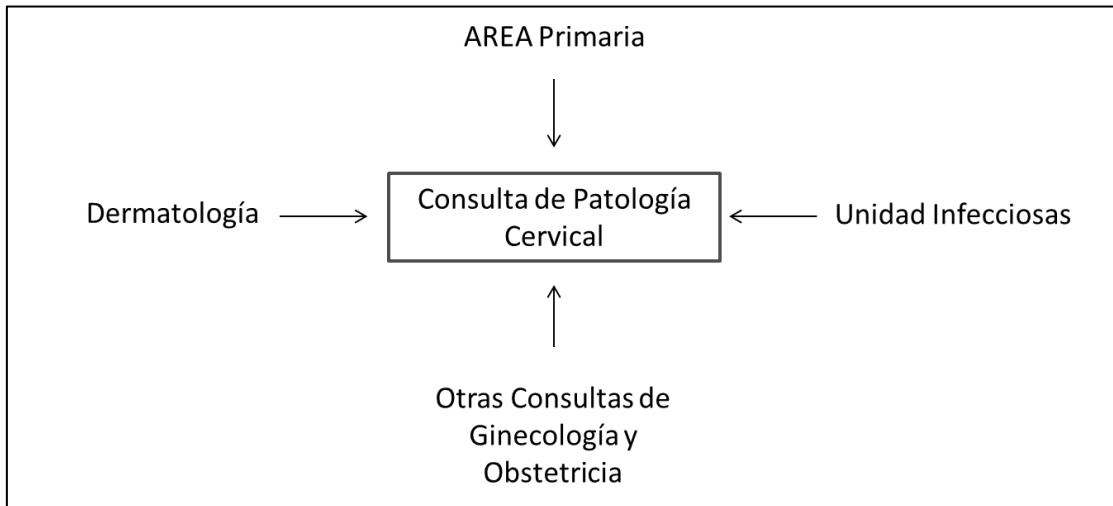 AREA Primaria
Dermatología
Consulta de Patología
Cervical
Unidad Infecciosas
Otras Consultas de
Ginecología y
Obstetricia